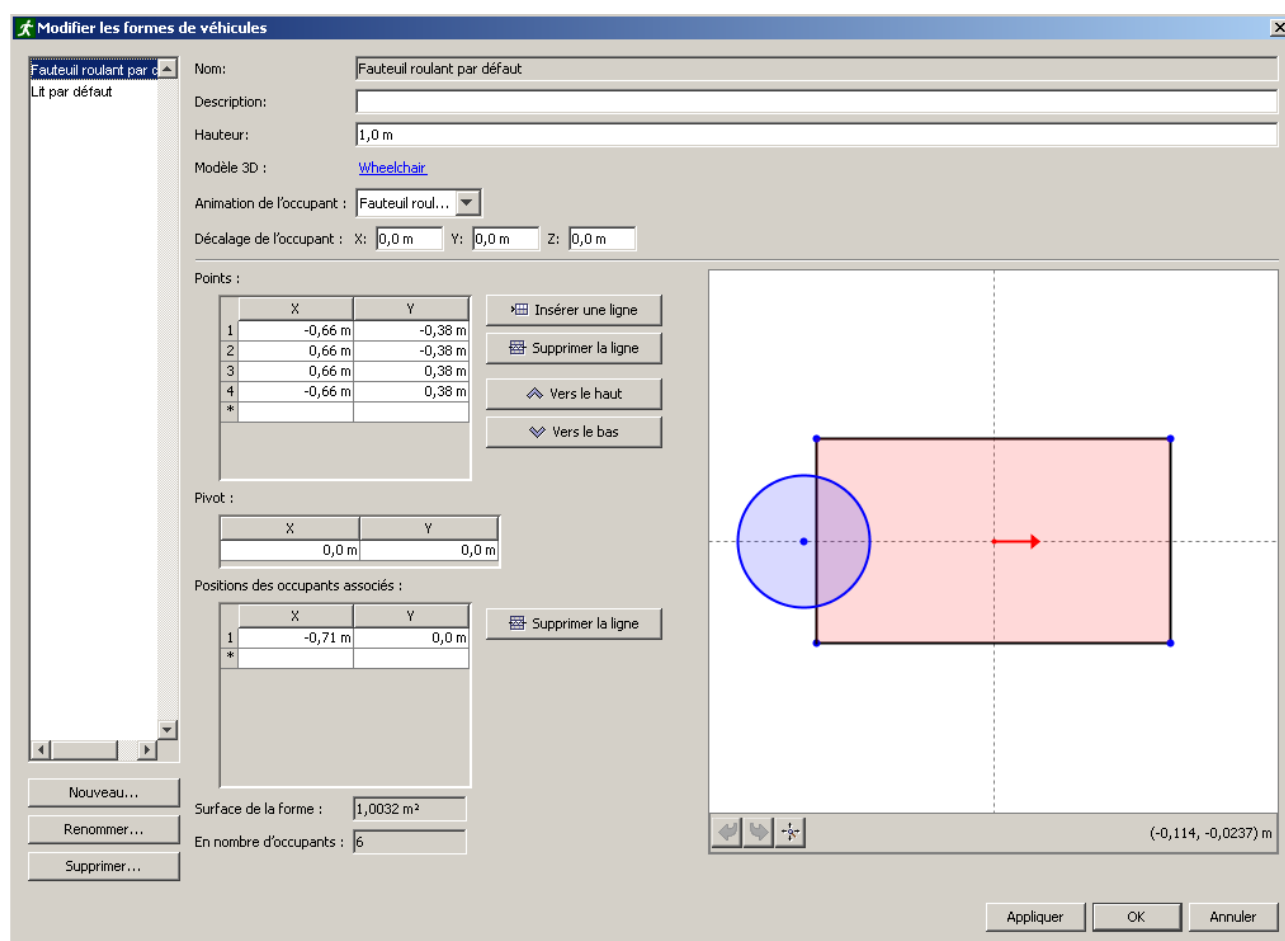 Modifier les formes de véhicules
Fauteuil roulant par d
Lit par défaut
Nom: Fauteuil roulant par défaut
Description:
Hauteur: 1,0 m
Modèle 3D : Wheelchair
Animation de l'occupant : Fauteuil roul...
Décalage de l'occupant : X: 0,0 m Y: 0,0 m Z: 0,0 m
Points :
X Y
1 -0,66 m -0,38 m
2 0,66 m -0,38 m
3 0,66 m 0,38 m
4 -0,66 m 0,38 m
*
Insérer une ligne
Supprimer la ligne
Vers le haut
Vers le bas
Pivot :
X Y
0,0 m 0,0 m
Positions des occupants associés :
X Y
1 -0,71 m 0,0 m
*
Supprimer la ligne
Surface de la forme : 1,0032 m²
En nombre d'occupants : 6
(-0,114, -0,0237) m
Nouveau...
Renommer...
Supprimer...
Appliquer OK Annuler